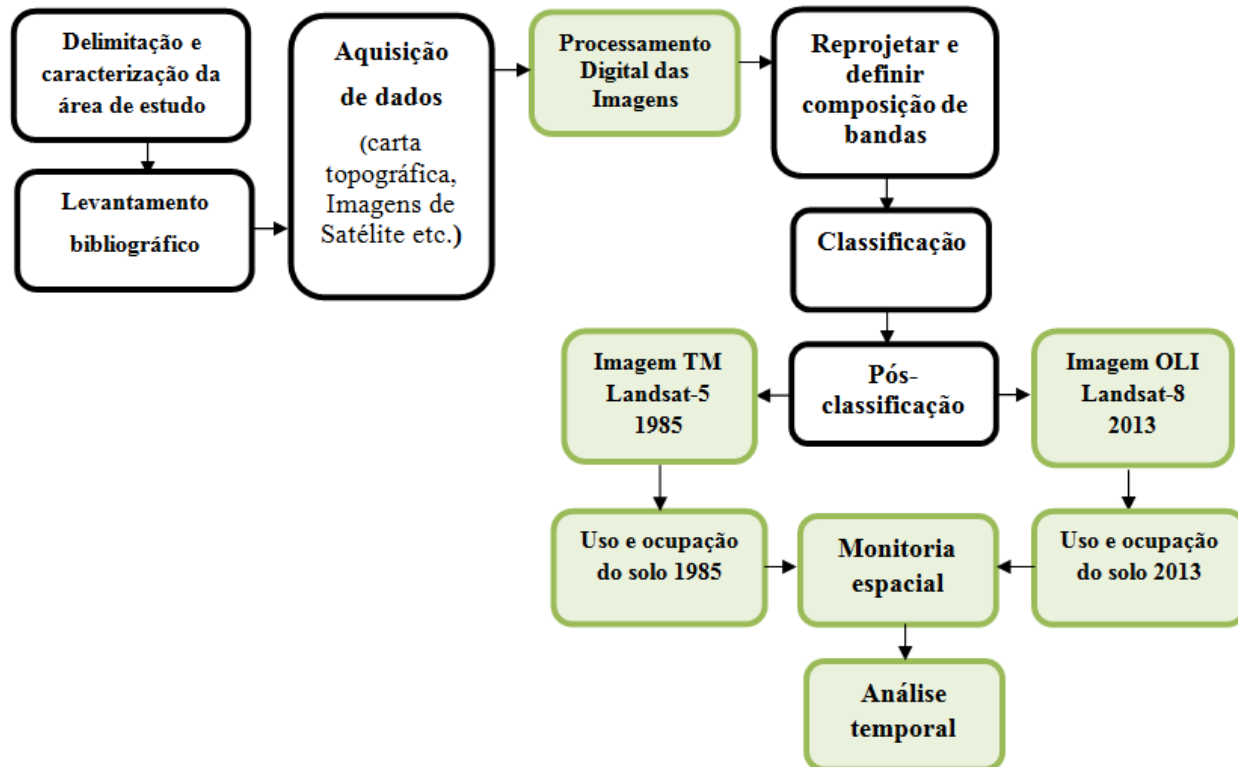 Delimitação e
caracterização da
área de estudo
Levantamento
bibliográfico
Aquisição
de dados
(carta
topográfica,
Imagens de
Satélite etc.)
Processamento
Digital das
Imagens
Reprojetar e
definir
composição de
bandas
Classificação
Pós-
classificação
Imagem TM
Landsat-5
1985
Imagem OLI
Landsat-8
2013
Uso e ocupação
do solo 1985
Monitoria
espacial
Uso e ocupação
do solo 2013
Análise
temporal